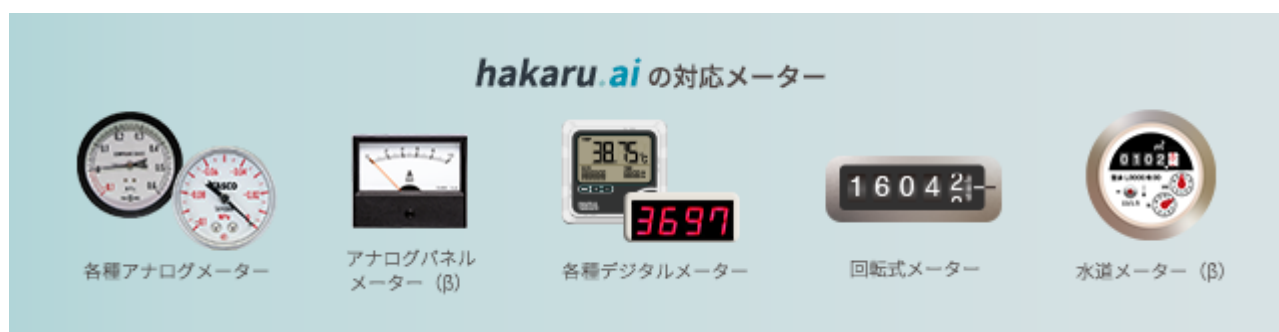 hakaru.ai の対応メーター
VASCO
38.75
3697
16042
0102
各種アナログメーター
アナログパネル
メーター（β）
各種デジタルメーター
回転式メーター
水道メーター（β）